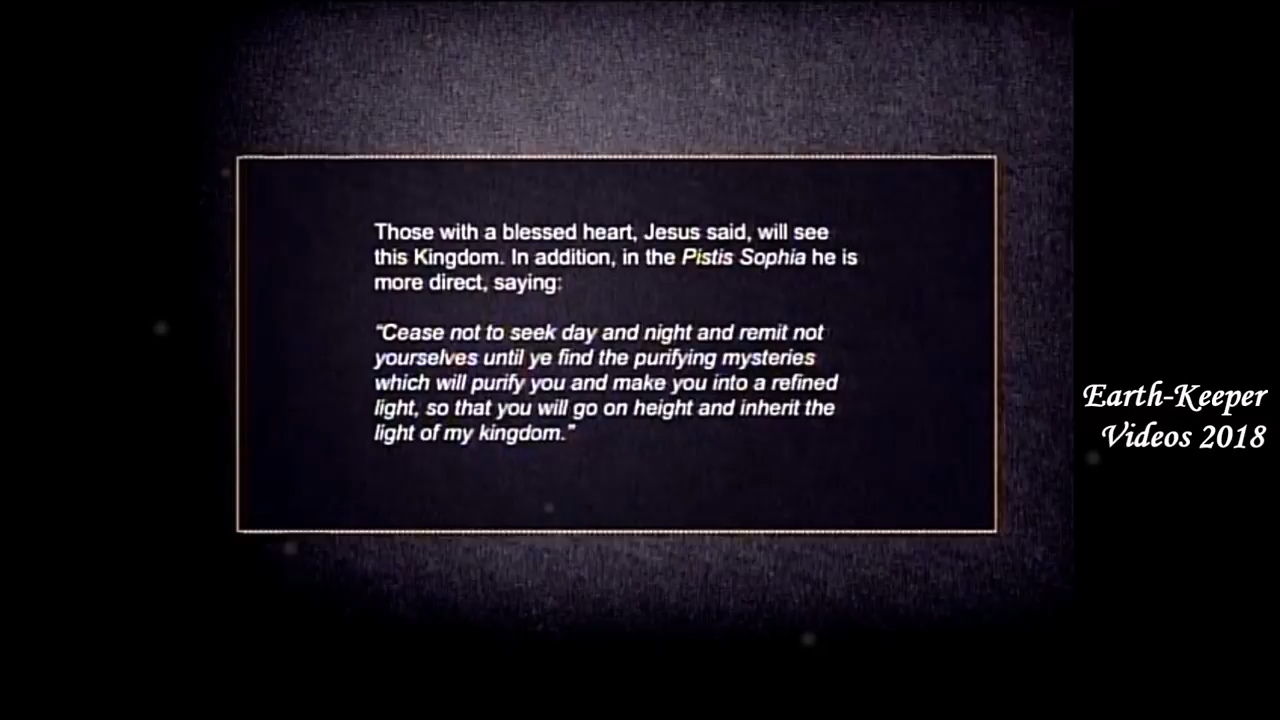 Those with a blessed heart, Jesus said, will see
this Kingdom. In addition, in the Pistis Sophia he is
more direct, saying:
“Cease not to seek day and night and remit not
yourselves until ye find the purifying mysteries
which will purify you and make you into a refined
light, so that you will go on height and inherit the
light of my kingdom.”
Earth-Keeper
Videos 2018